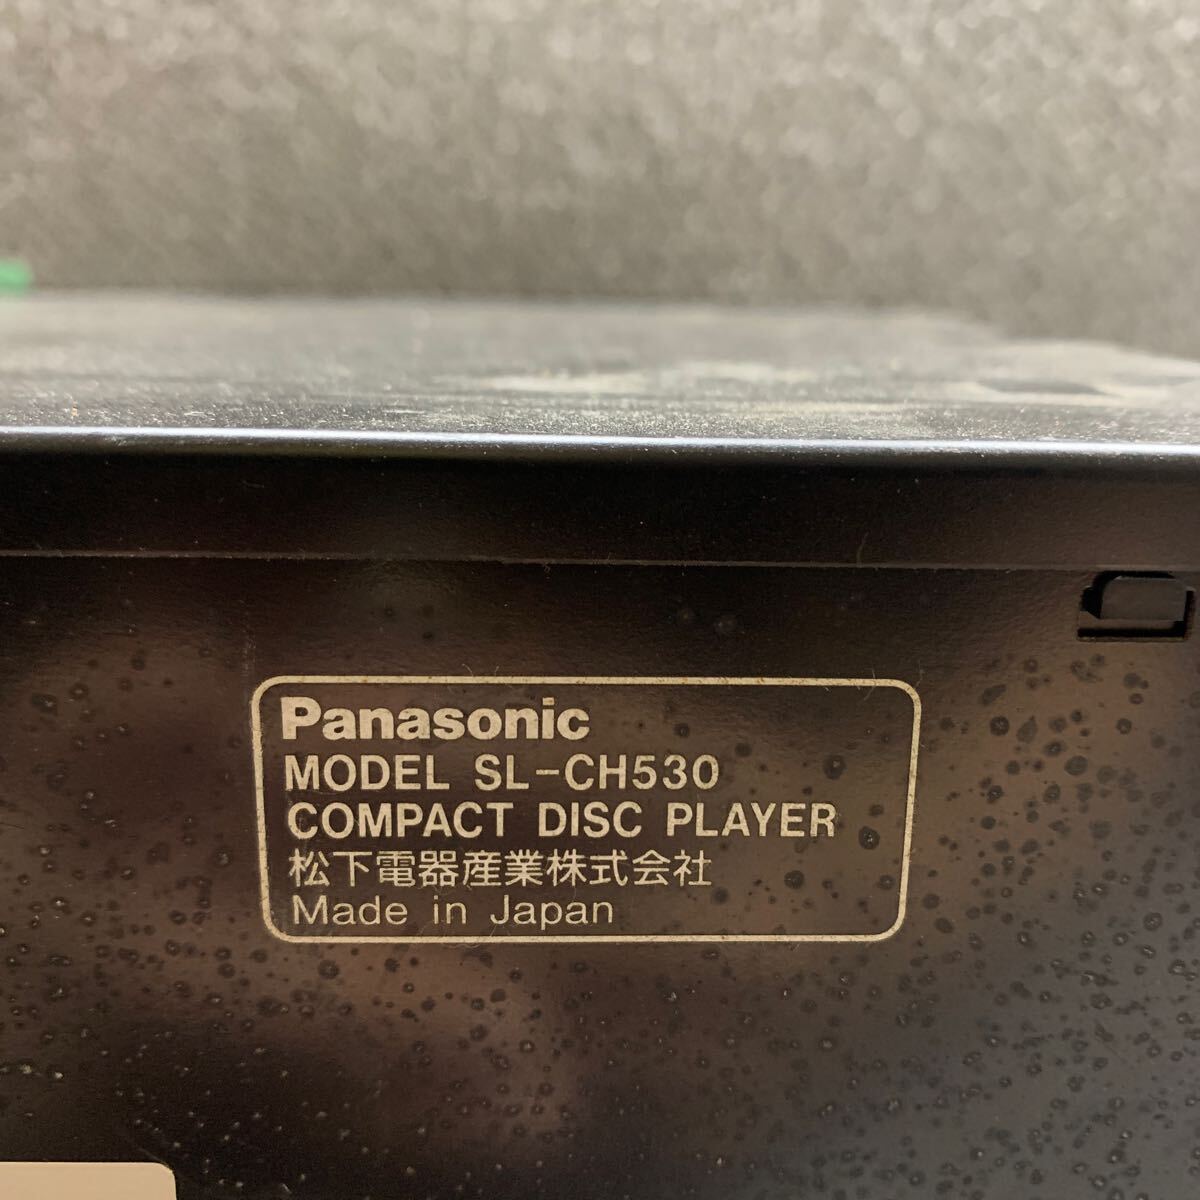 Panasonic
MODEL SL-CH530
COMPACT DISC PLAYER
松下電器産業株式会社
Made in Japan